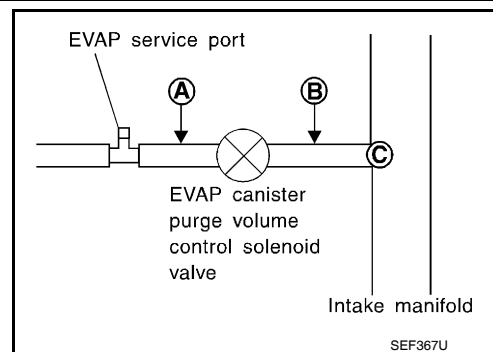 EVAP service port
A
B
C
EVAP canister
purge volume
control solenoid
valve
Intake manifold
SEF367U